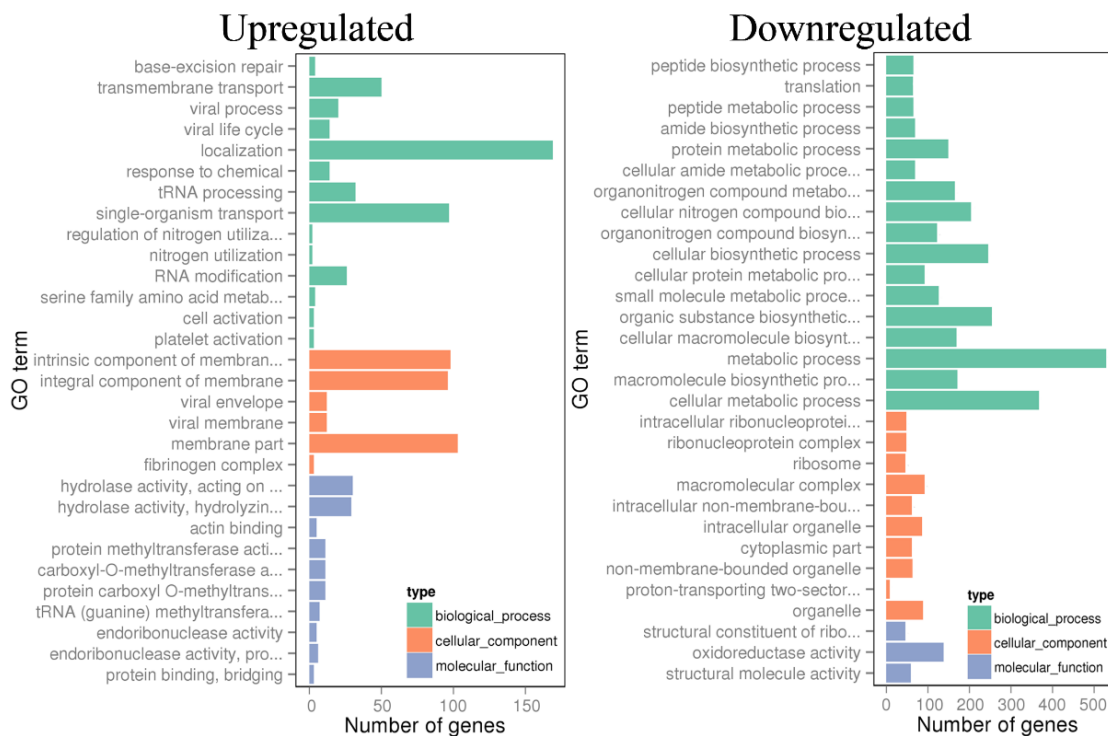 Upregulated
GO term
base-excision repair
transmembrane transport
viral process
viral life cycle
localization
response to chemical
tRNA processing
single-organism transport
regulation of nitrogen utiliza...
nitrogen utilization
RNA modification
serine family amino acid metab...
cell activation
platelet activation
intrinsic component of membran...
integral component of membrane
viral envelope
viral membrane
membrane part
fibrinogen complex
hydrolase activity, acting on ...
hydrolase activity, hydrolyzin...
actin binding
protein methyltransferase acti...
carboxyl-O-methyltransferase a...
protein carboxyl O-methyltrans...
tRNA (guanine) methyltransfera...
endoribonuclease activity
endoribonuclease activity, pro...
protein binding, bridging
type
biological_process
cellular_component
molecular_function
0 50 100 150
Number of genes
Downregulated
GO term
peptide biosynthetic process
translation
peptide metabolic process
amide biosynthetic process
protein metabolic process
cellular amide metabolic proce...
organonitrogen compound metabo...
cellular nitrogen compound bio...
organonitrogen compound biosyn...
cellular biosynthetic process
cellular protein metabolic pro...
small molecule metabolic proce...
organic substance biosynthetic...
cellular macromolecule biosynt...
metabolic process
macromolecule biosynthetic pro...
cellular metabolic process
intracellular ribonucleoprotei...
ribonucleoprotein complex
ribosome
macromolecular complex
intracellular non-membrane-bou...
intracellular organelle
cytoplasmic part
non-membrane-bounded organelle
proton-transporting two-sector...
organelle
structural constituent of ribo...
oxidoreductase activity
structural molecule activity
type
biological_process
cellular_component
molecular_function
0 100 200 300 400 500
Number of genes